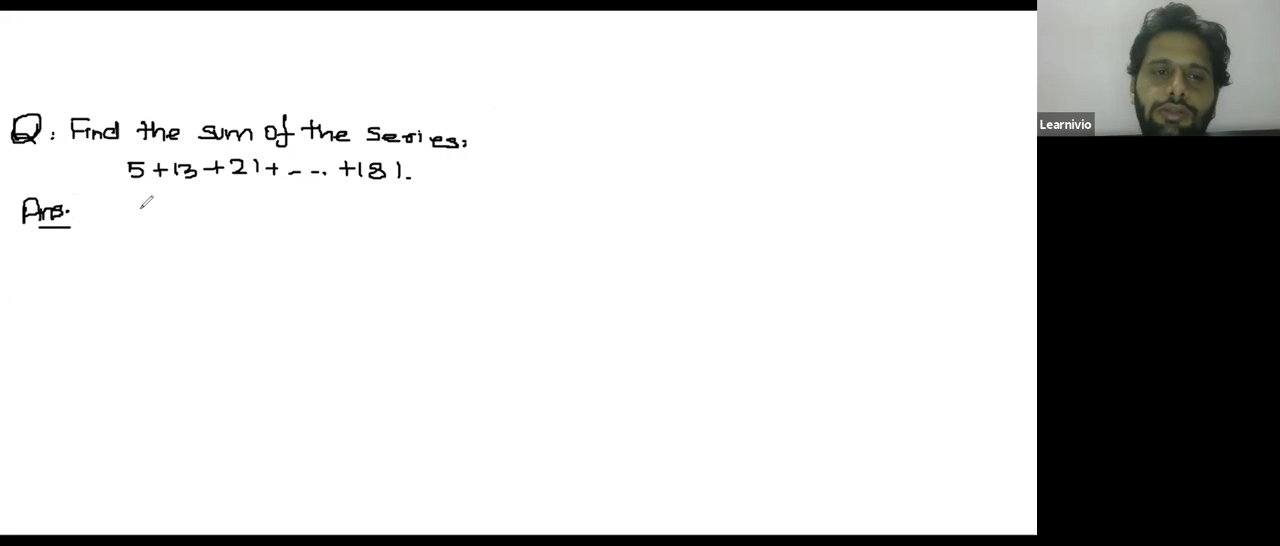 Q. Find the sum of the series.
5 + 13 + 21 + --.. + 181.
Ans.
Learnivio